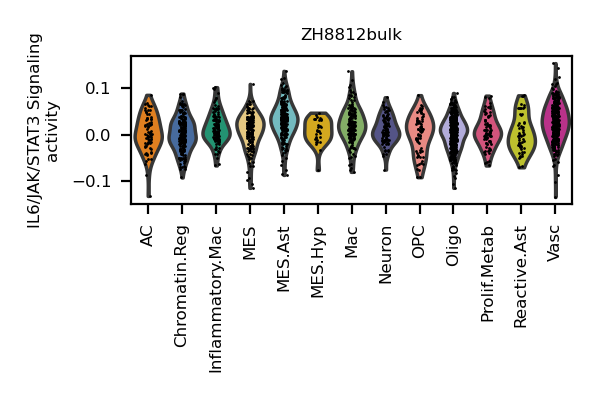 ZH8812bulk
IL6/JAK/STAT3 Signaling
activity
0.1
0.0
−0.1
AC
Chromatin.Reg
Inflammatory.Mac
MES
MES.Ast
MES.Hyp
Mac
Neuron
OPC
Oligo
Prolif.Metab
Reactive.Ast
Vasc